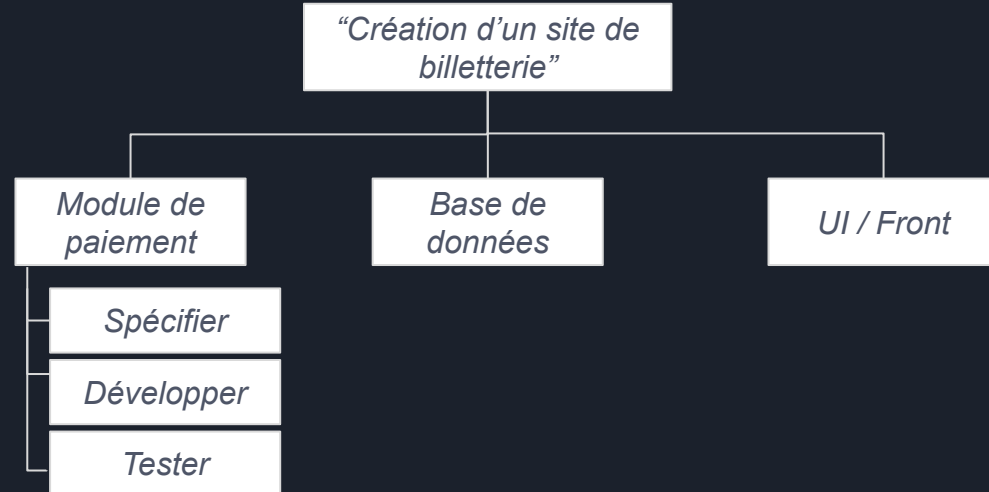 “Création d’un site de
billetterie”
Module de
paiement
Base de
données
UI / Front
Spécifier
Développer
Tester